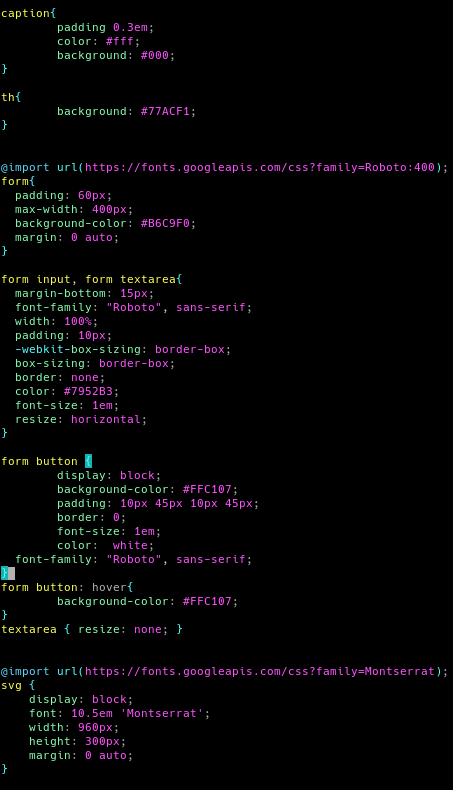 caption{
        padding 0.3em;
        color: #fff;
        background: #000;
}

th{
        background: #77ACF1;
}


@import url(https://fonts.googleapis.com/css?family=Roboto:400);
form{
  padding: 60px;
  max-width: 400px;
  background-color: #B6C9F0;
  margin: 0 auto;
}

form input, form textarea{
  margin-bottom: 15px;
  font-family: "Roboto", sans-serif;
  width: 100%;
  padding: 10px;
  -webkit-box-sizing: border-box;
  box-sizing: border-box;
  border: none;
  color: #7952B3;
  font-size: 1em;
  resize: horizontal;
}

form button {
        display: block;
        background-color: #FFC107;
        padding: 10px 45px 10px 45px;
        border: 0;
        font-size: 1em;
        color:  white;
  font-family: "Roboto", sans-serif;
}
form button: hover{
        background-color: #FFC107;
}
textarea { resize: none; }


@import url(https://fonts.googleapis.com/css?family=Montserrat);
svg {
    display: block;
    font: 10.5em 'Montserrat';
    width: 960px;
    height: 300px;
    margin: 0 auto;
}